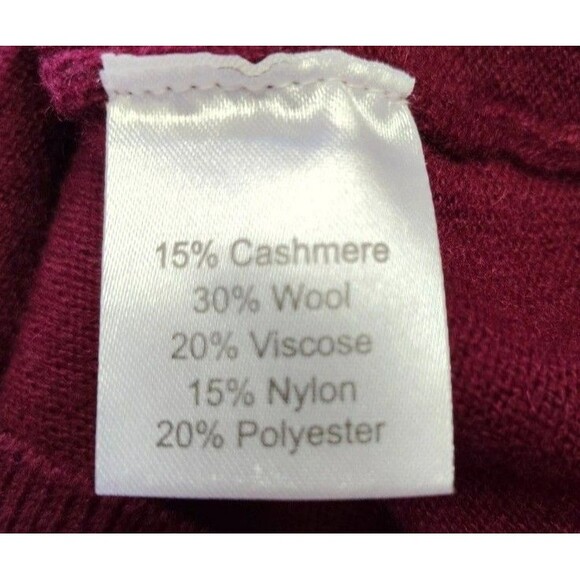 15% Cashmere
30% Wool
20% Viscose
15% Nylon
20% Polyester